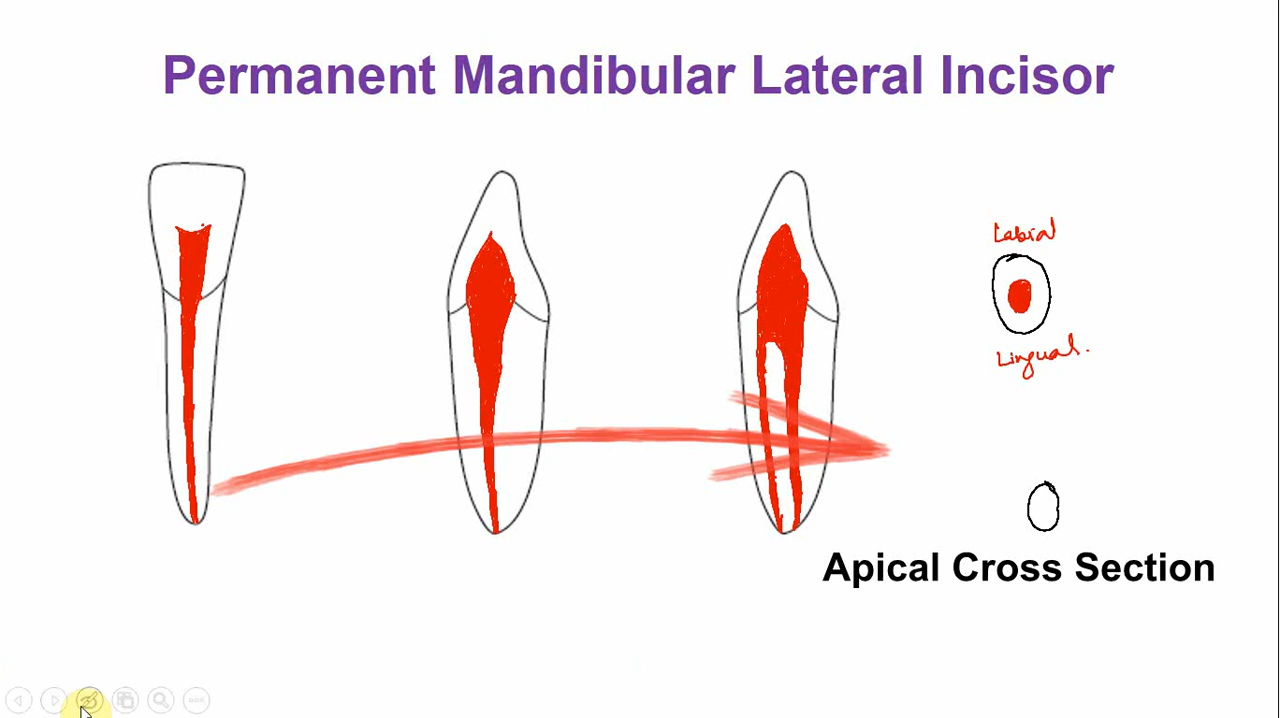 Permanent Mandibular Lateral Incisor
Labial
Lingual.
Apical Cross Section